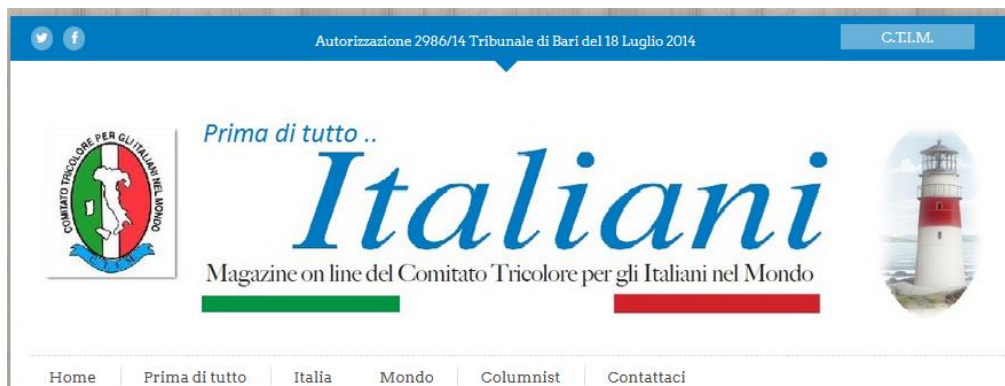 Autorizzazione 2986/14 Tribunale di Bari del 18 Luglio 2014
C.T.I.M.
COMITATO TRICOLORE PER GLI ITALIANI NEL MONDO
C.T.I.M.
Prima di tutto ..
Italiani
Magazine on line del Comitato Tricolore per gli Italiani nel Mondo
Home Prima di tutto Italia Mondo Columnist Contattaci